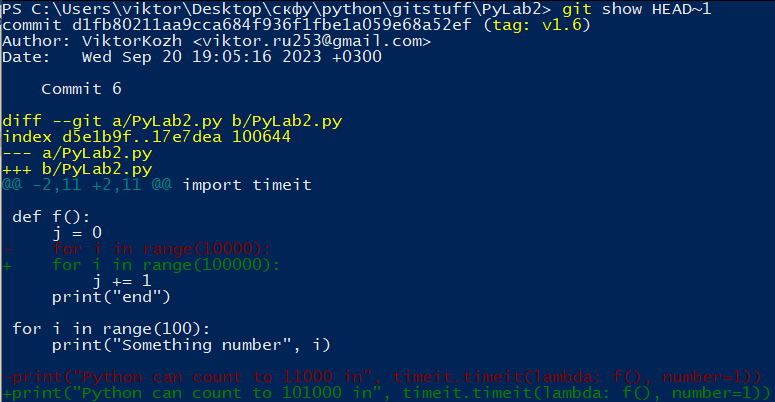 PS C:\Users\viktor\Desktop\скфу\python\gitstuff\PyLab2> git show HEAD~1
commit d1fb80211aa9cca684f936f1fbe1a059e68a52ef (tag: v1.6)
Author: ViktorKozh <viktor.ru253@gmail.com>
Date:   Wed Sep 20 19:05:16 2023 +0300

    Commit 6

diff --git a/PyLab2.py b/PyLab2.py
index d5e1b9f..17e7dea 100644
--- a/PyLab2.py
+++ b/PyLab2.py
@@ -2,11 +2,11 @@ import timeit

 def f():
     j = 0
     for i in range(10000):
+    for i in range(100000):
         j += 1
     print("end")

 for i in range(100):
     print("Something number", i)

 print("Python can count to 11000 in", timeit.timeit(lambda: f(), number=1))
+print("Python can count to 101000 in", timeit.timeit(lambda: f(), number=1))